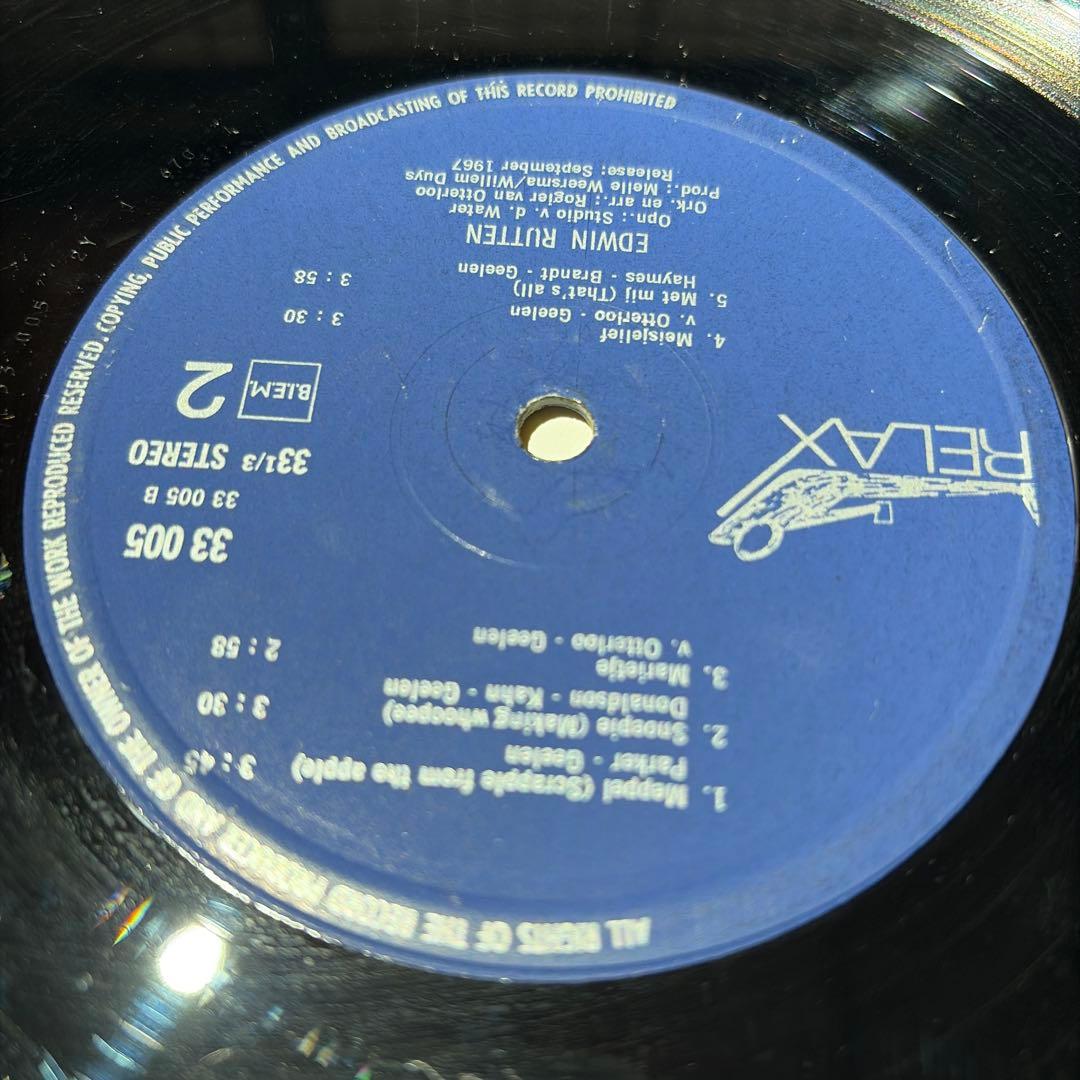 ALL RIGHTS OF THE RECORD PRODUCER AND OF THE OWNER OF THE WORK REPRODUCED RESERVED. COPYING, PUBLIC PERFORMANCE AND BROADCASTING OF THIS RECORD PROHIBITED
1. Meppel (Scrapple from the apple) 3:45
Parker - Geelen
2. Snoepie (Making whoopee) 3:30
Donaldson - Kahn - Geelen
3. Marietje 2:58
v. Otterloo - Geelen
RELAX
33 005
33 005 B
33 1/3 STEREO
B.I.E.M. 2
4. Meisjelief 3:30
v. Otterloo - Geelen
5. Met mij (That's all) 3:58
Haymes - Brandt - Geelen
EDWIN RUTTEN
Opn.: Studio v. d. Water
Ork. en arr.: Rogier van Otterloo
Prod.: Melle Weersma/Willem Duys
Release: September 1967